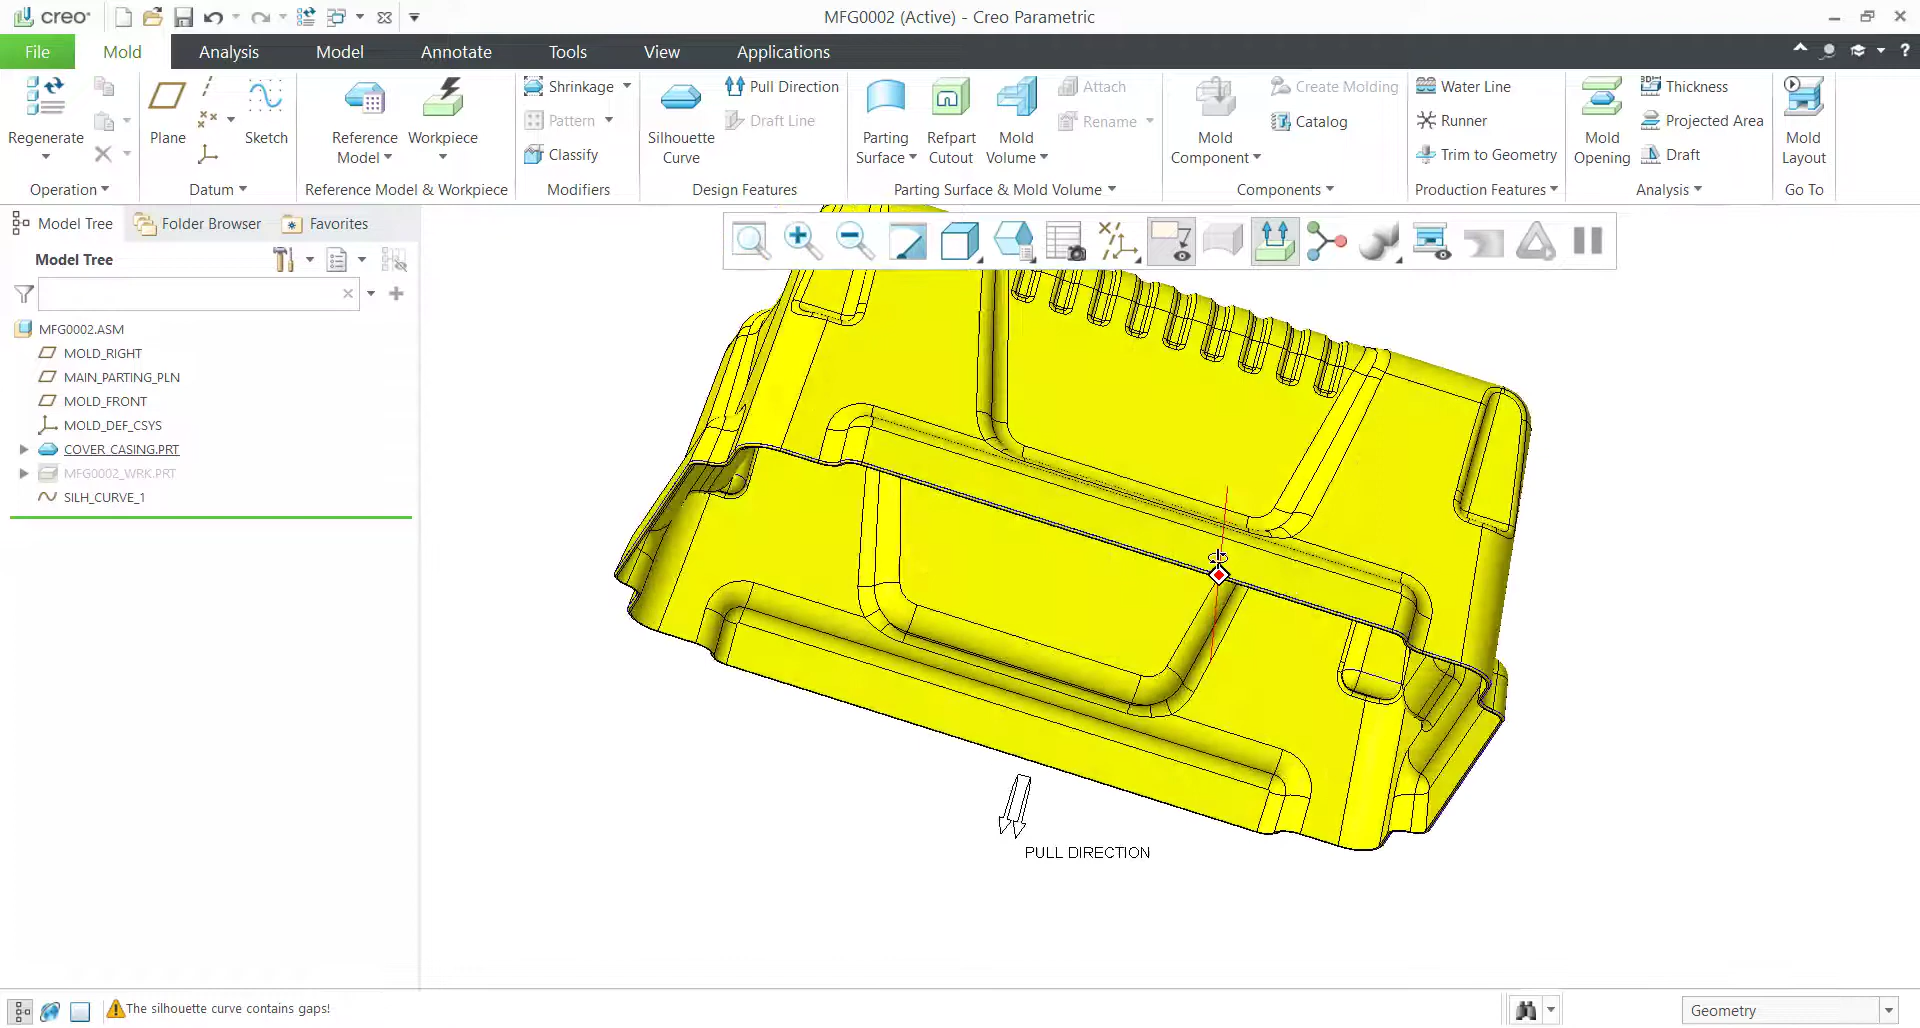 creo
MFG0002 (Active) - Creo Parametric
File Mold Analysis Model Annotate Tools View Applications
Regenerate
Operation
Plane
Sketch
Datum
Reference
Model
Workpiece
Reference Model & Workpiece
Shrinkage
Pattern
Classify
Modifiers
Silhouette
Curve
Pull Direction
Draft Line
Design Features
Parting
Surface
Refpart
Cutout
Mold
Volume
Attach
Rename
Parting Surface & Mold Volume
Mold
Component
Create Molding
Catalog
Components
Water Line
Runner
Trim to Geometry
Production Features
Mold
Opening
Thickness
Projected Area
Draft
Analysis
Mold
Layout
Go To
Model Tree Folder Browser Favorites
Model Tree
MFG0002.ASM
MOLD_RIGHT
MAIN_PARTING_PLN
MOLD_FRONT
MOLD_DEF_CSYS
COVER_CASING.PRT
MFG0002_WRK.PRT
SILH_CURVE_1
PULL DIRECTION
The silhouette curve contains gaps!
Geometry